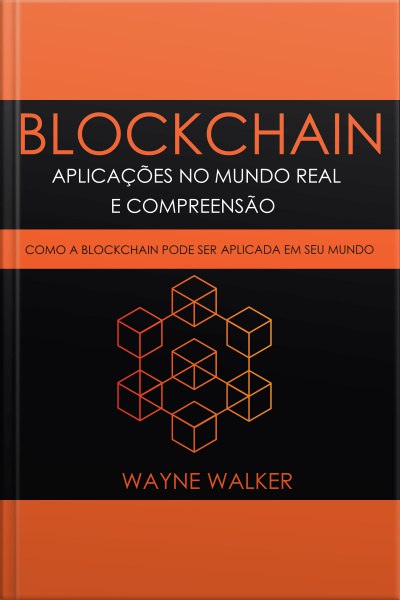 BLOCKCHAIN
APLICAÇÕES NO MUNDO REAL
E COMPREENSÃO
COMO A BLOCKCHAIN PODE SER APLICADA EM SEU MUNDO
WAYNE WALKER